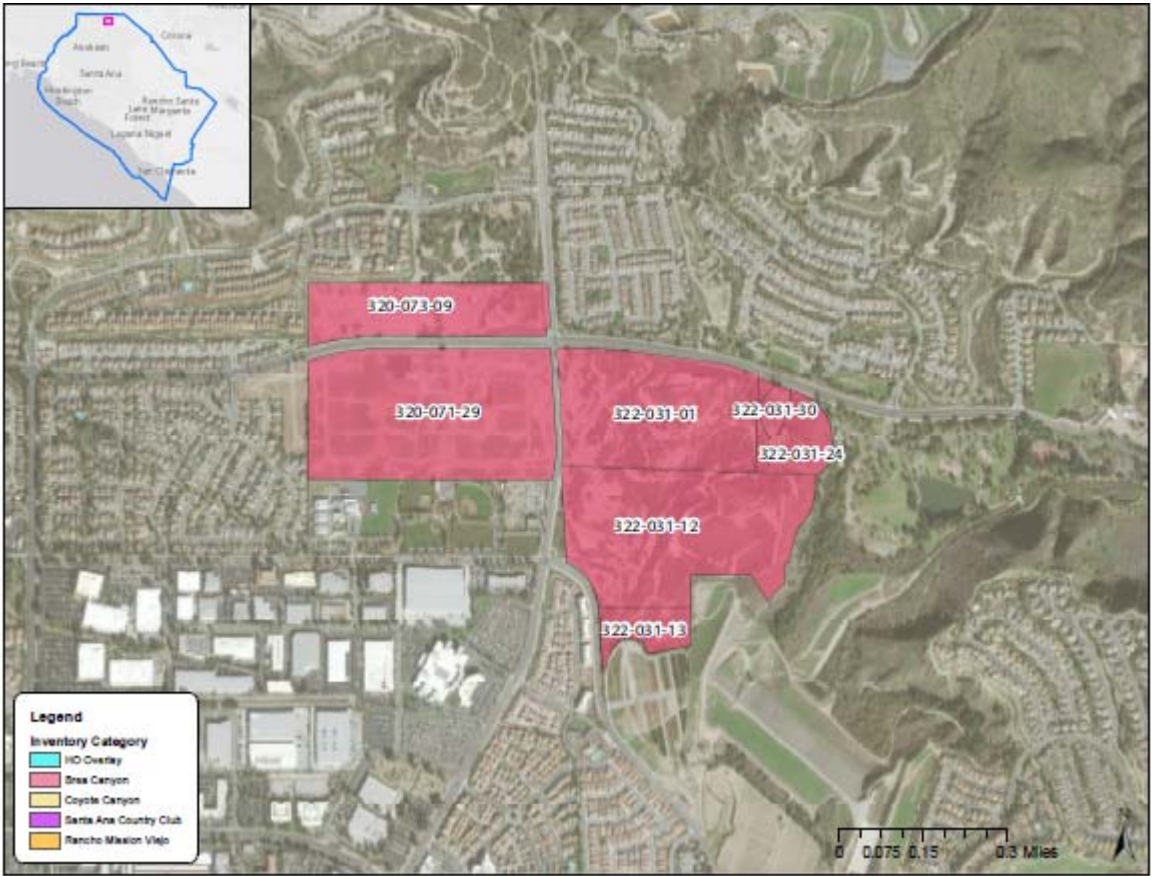 Corona
Anaheim
Santa Ana
Huntington
Beach
Rancho Santa
Lake Margarita
Forest
Laguna Niguel
320-073-09
320-071-29
322-031-01
322-031-30
322-031-24
322-031-12
322-031-13
Legend
Inventory Category
HO Overlay
Brea Canyon
Coyote Canyon
Santa Ana Country Club
Rancho Mission Viejo
0 0.075 0.15 0.3 Miles